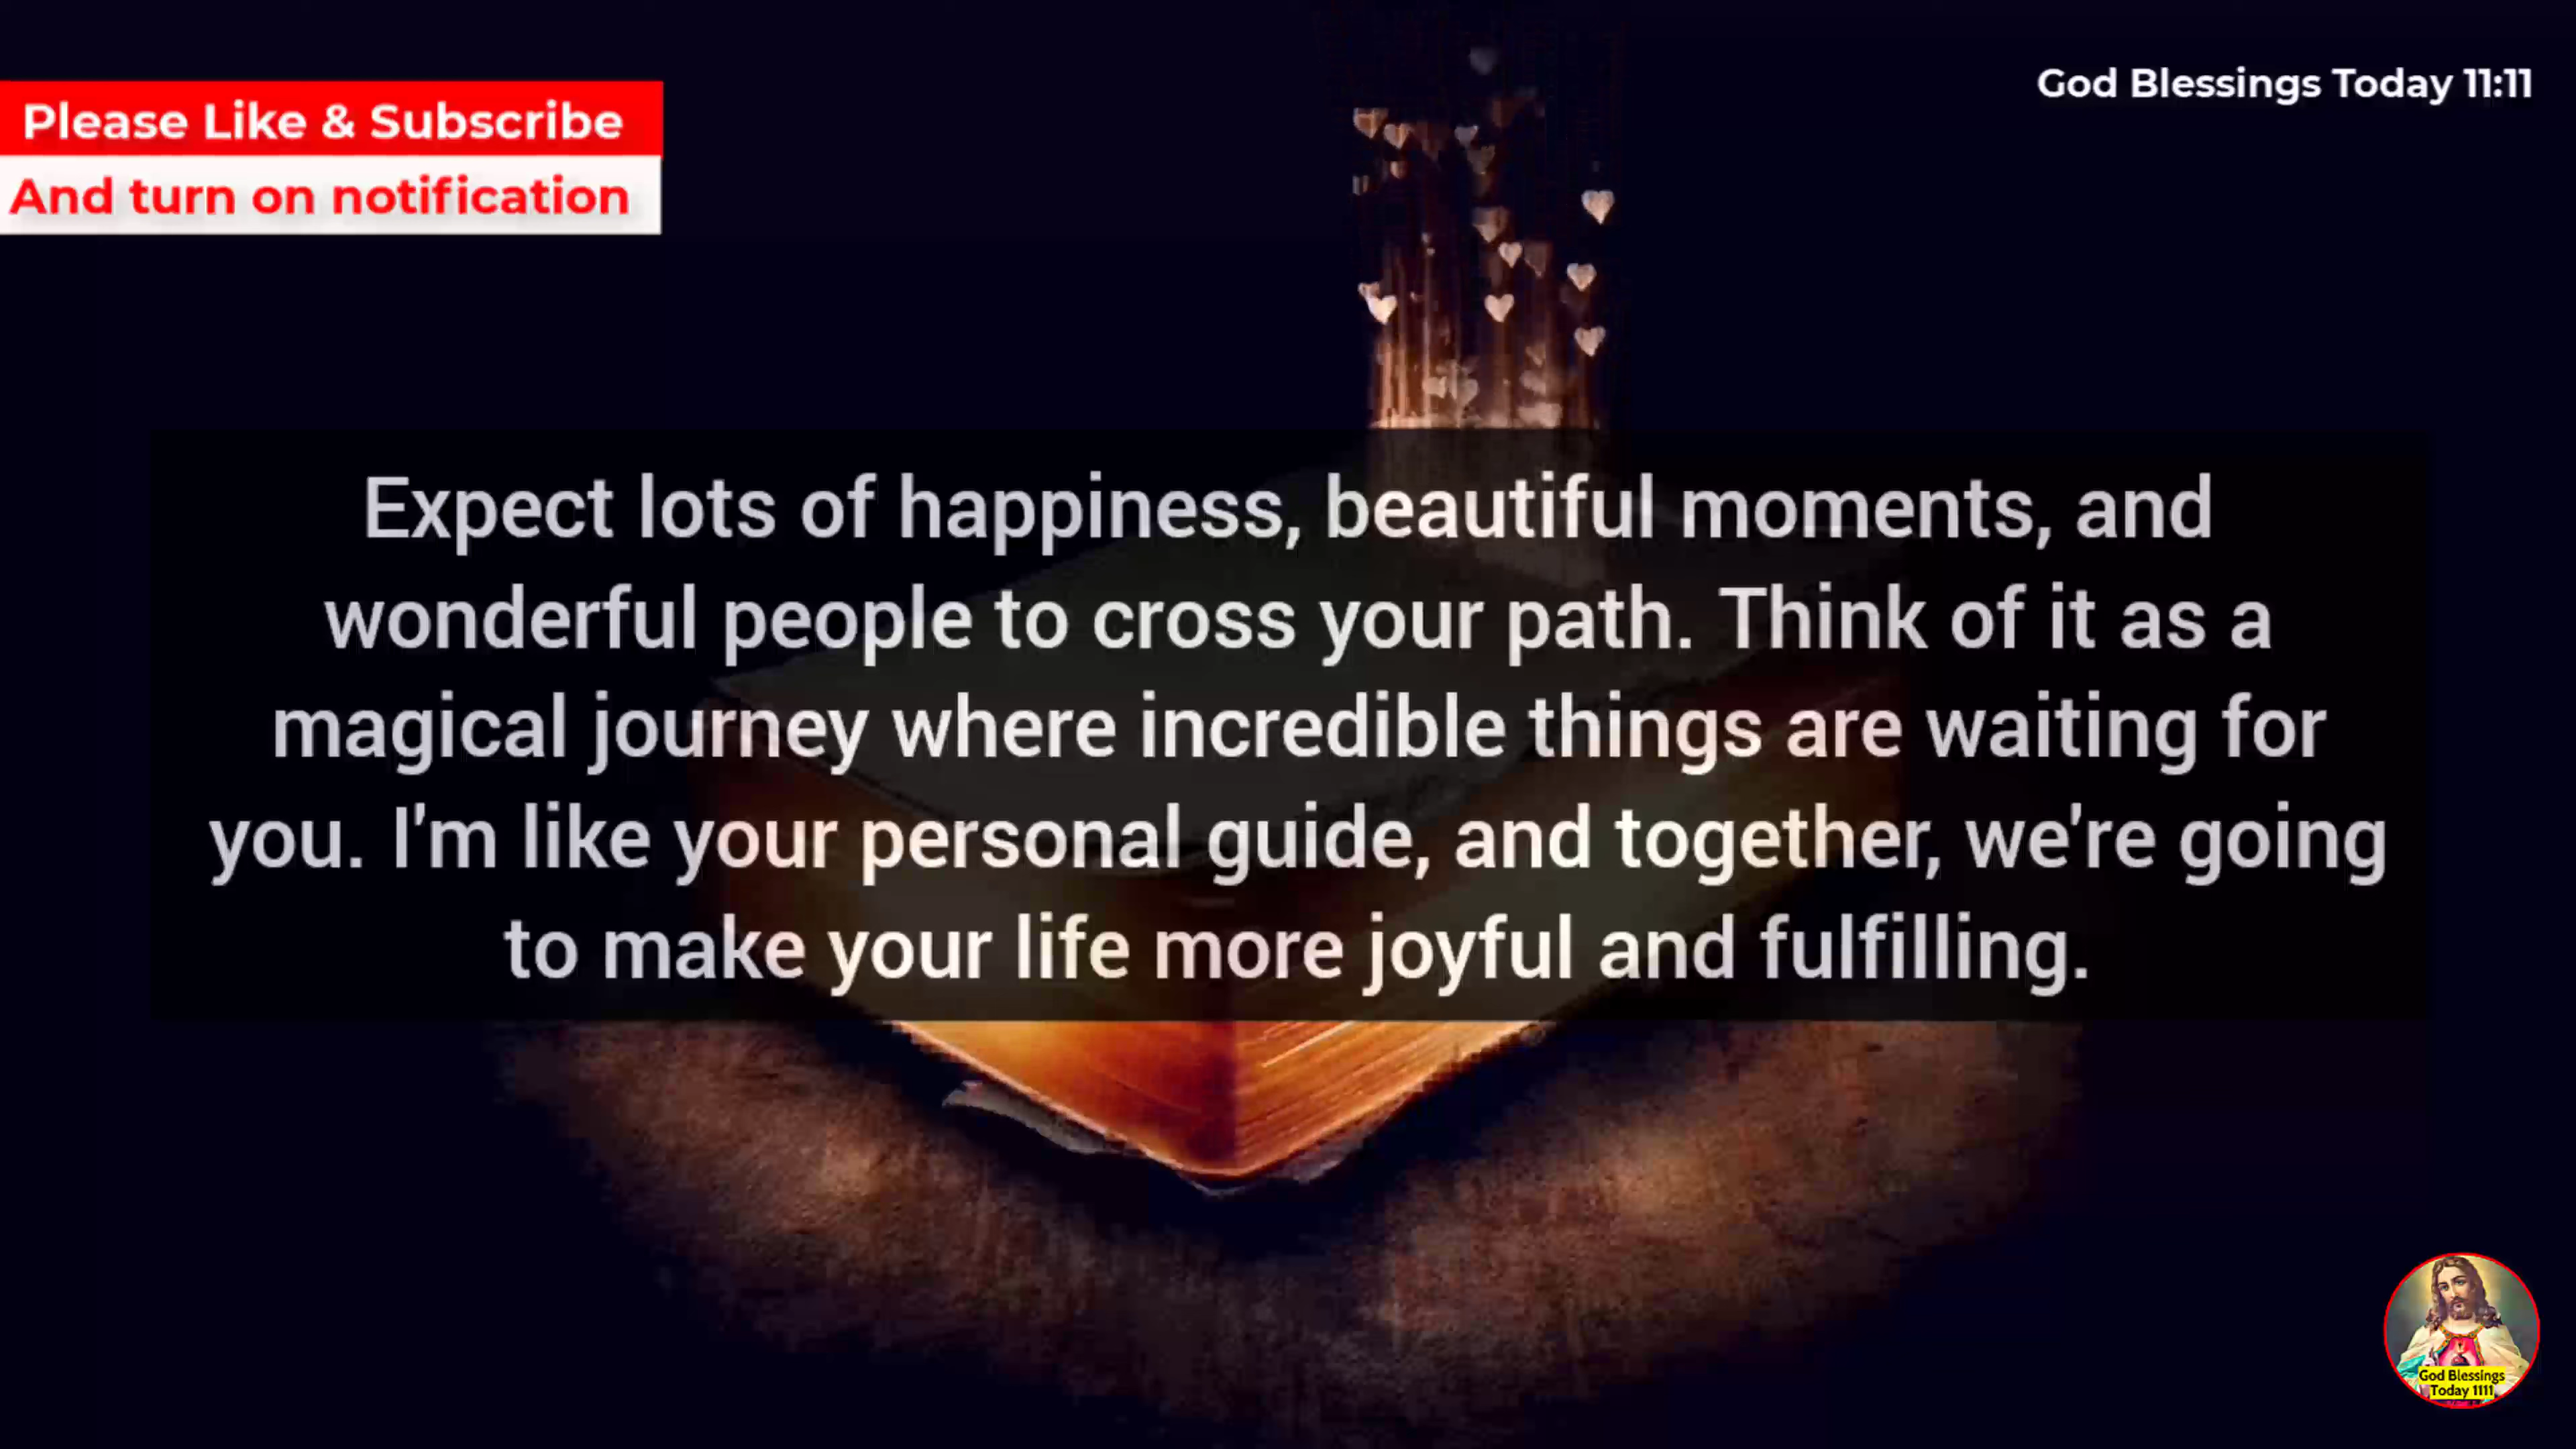 Please Like & Subscribe
And turn on notification
God Blessings Today 11:11
Expect lots of happiness, beautiful moments, and
wonderful people to cross your path. Think of it as a
magical journey where incredible things are waiting for
you. I'm like your personal guide, and together, we're going
to make your life more joyful and fulfilling.
God Blessings
Today 1111